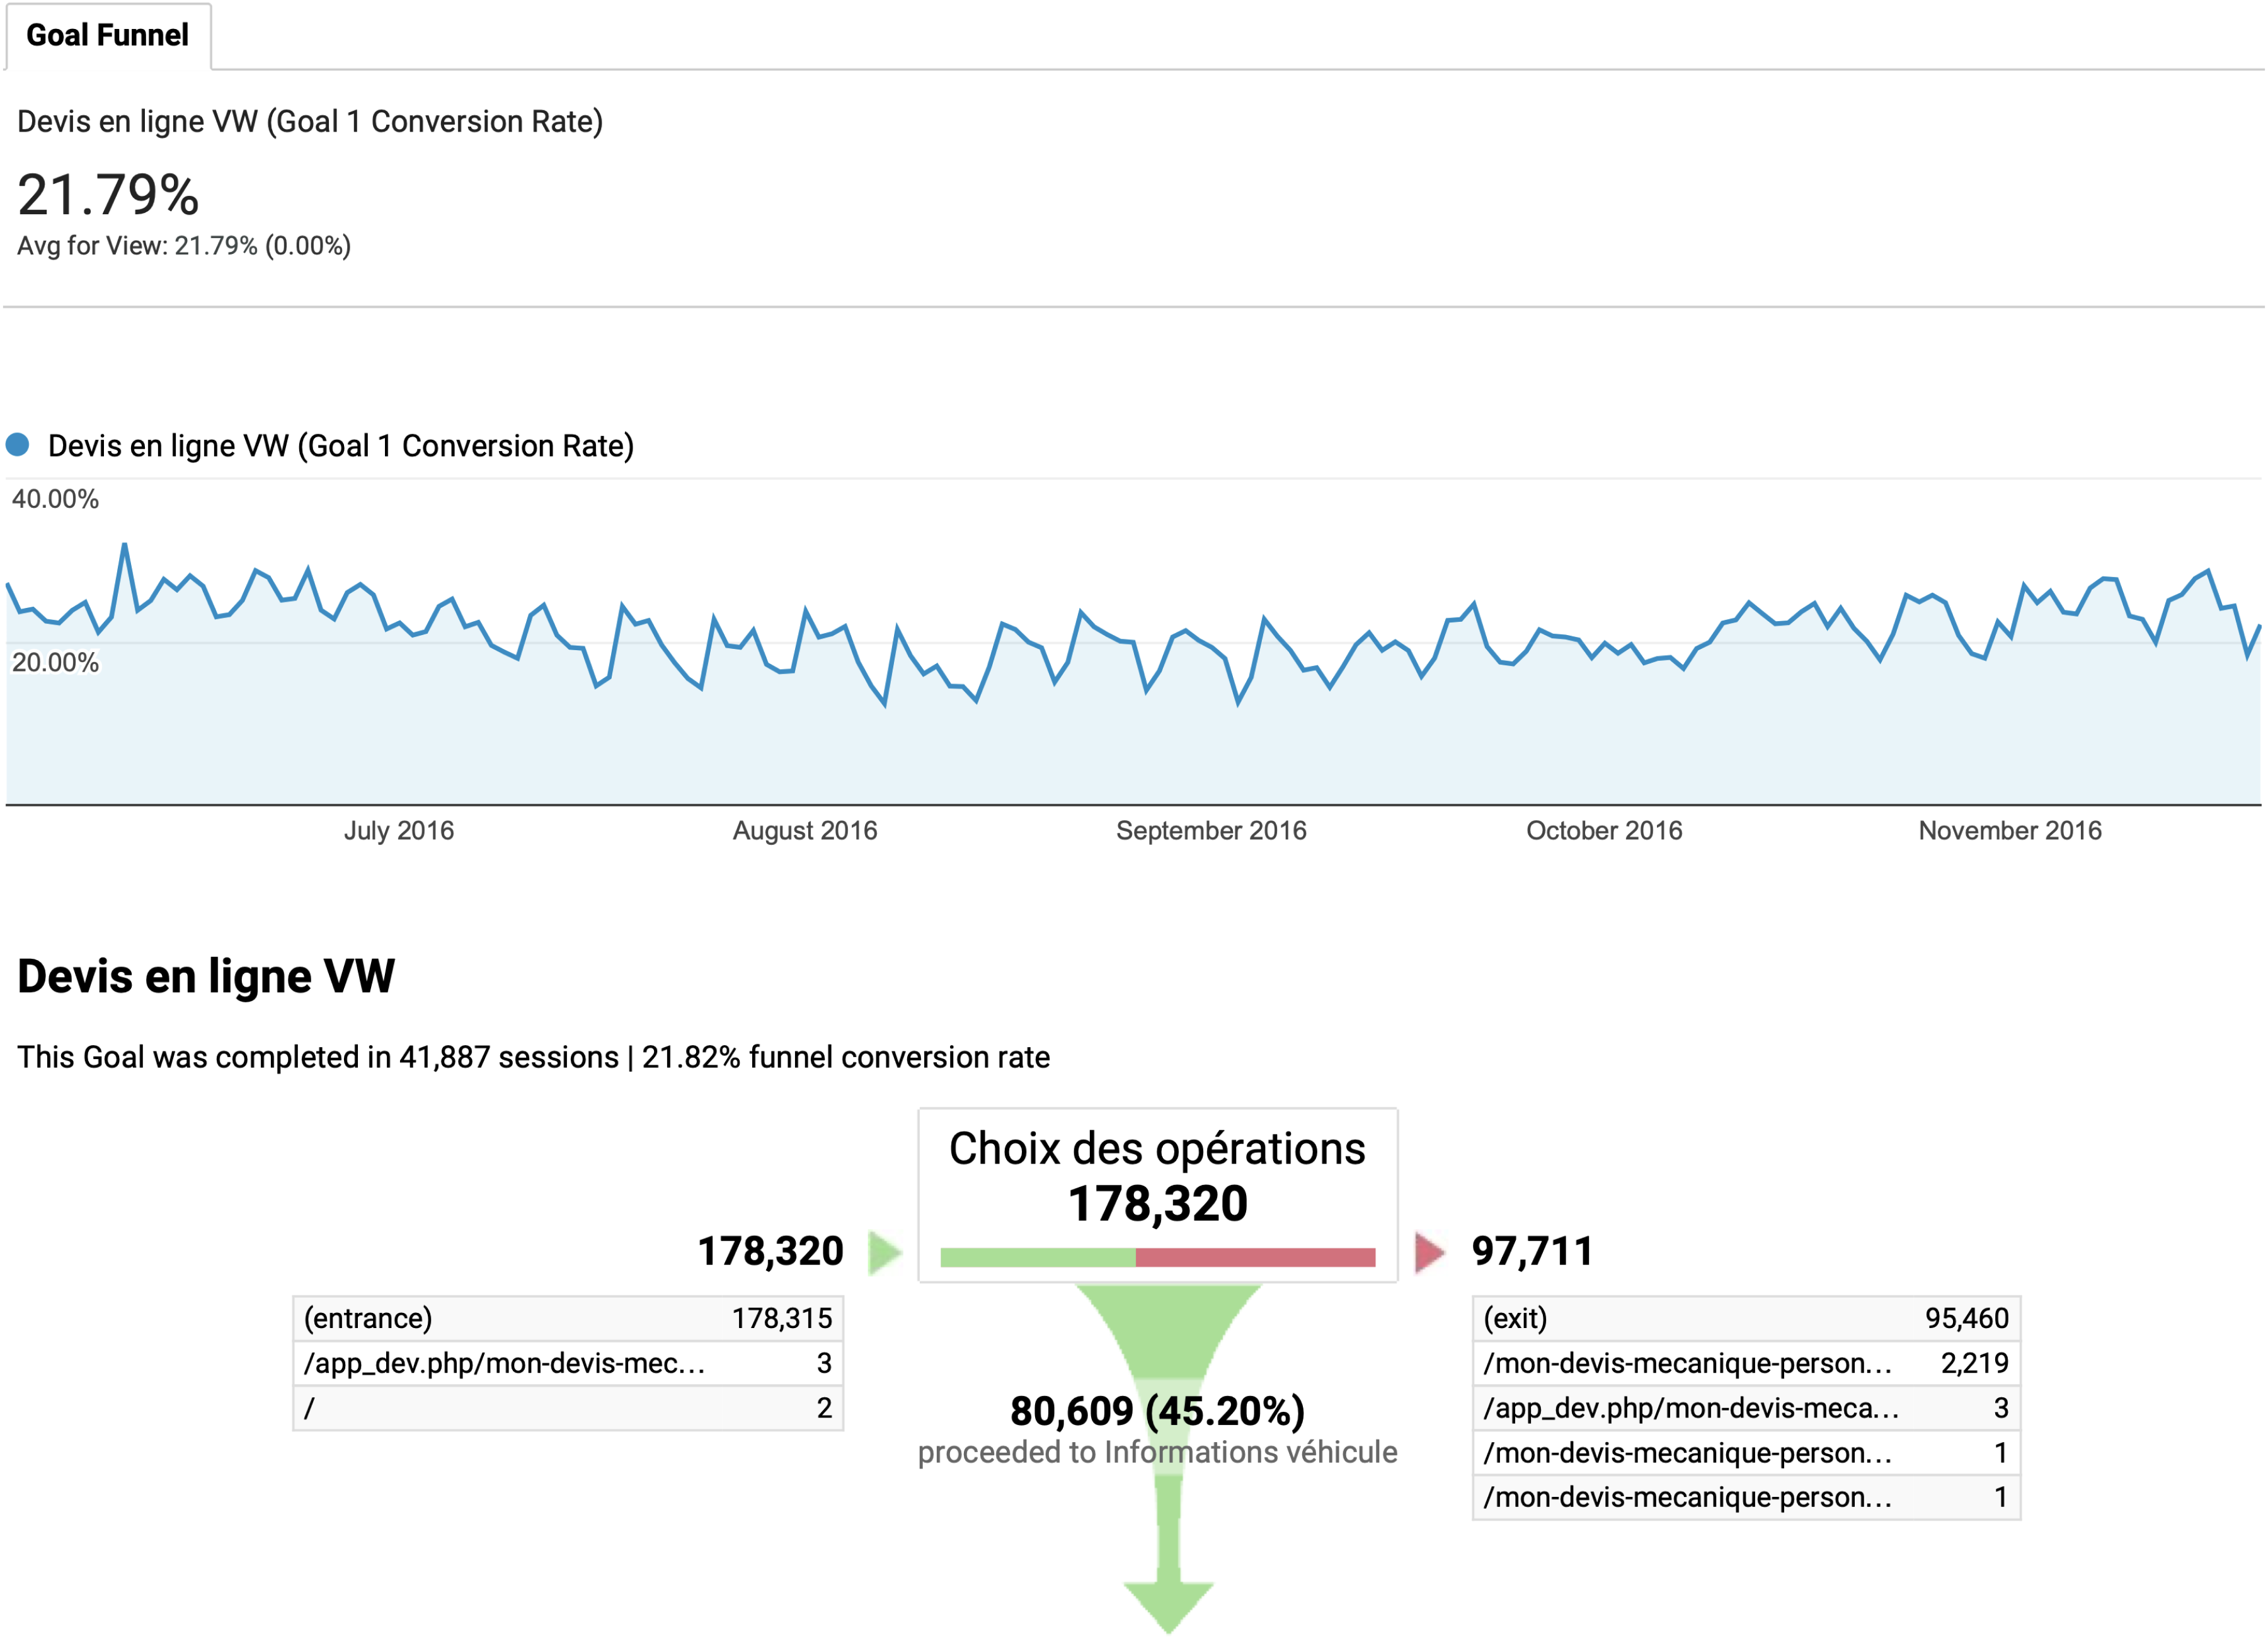 Goal Funnel
Devis en ligne VW (Goal 1 Conversion Rate)
21.79%
Avg for View: 21.79% (0.00%)
Devis en ligne VW (Goal 1 Conversion Rate)
40.00%
20.00%
July 2016
August 2016
September 2016
October 2016
November 2016
Devis en ligne VW
This Goal was completed in 41,887 sessions | 21.82% funnel conversion rate
Choix des opérations
178,320
178,320
97,711
(entrance) 178,315
/app_dev.php/mon-devis-mec... 3
/ 2
(exit) 95,460
/mon-devis-mecanique-person... 2,219
/app_dev.php/mon-devis-meca... 3
/mon-devis-mecanique-person... 1
/mon-devis-mecanique-person... 1
80,609 (45.20%)
proceeded to Informations véhicule